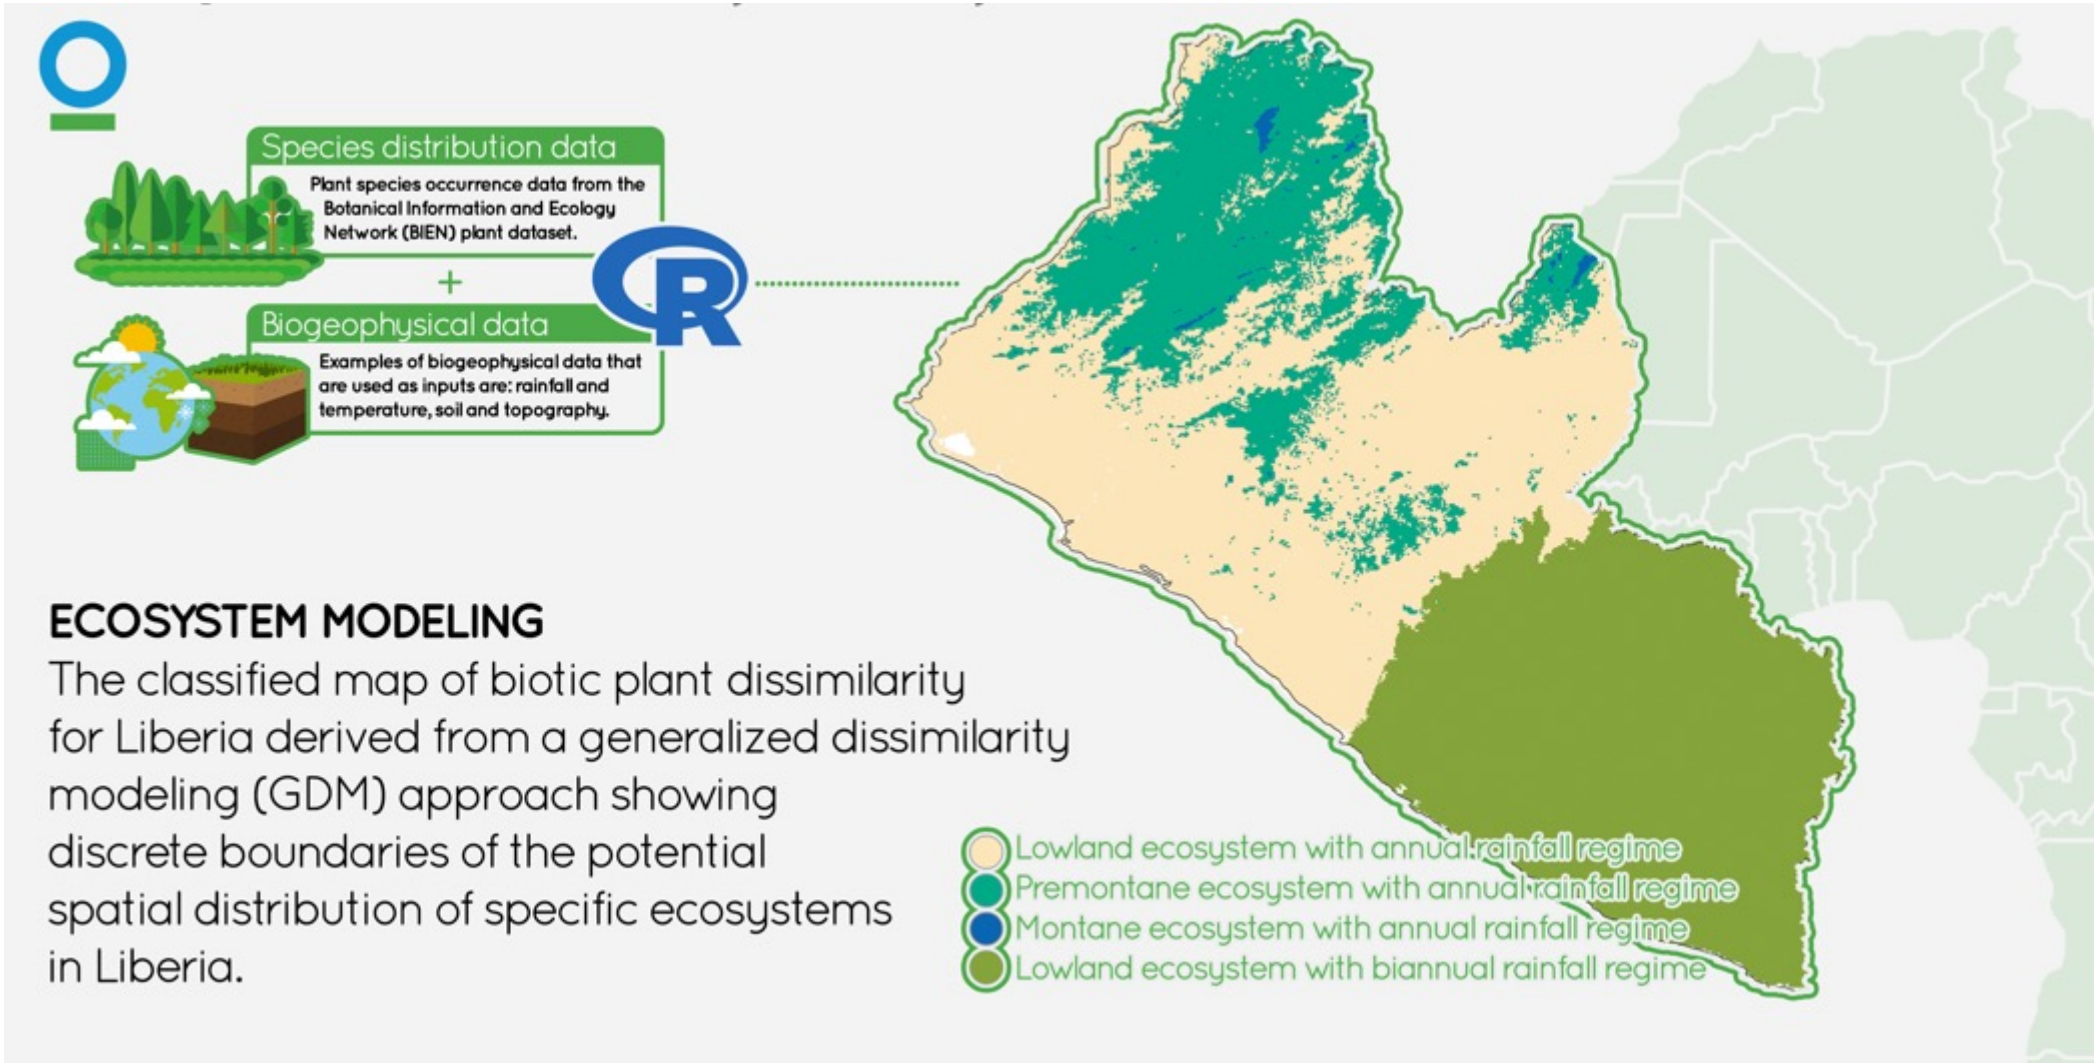 Species distribution data
Plant species occurrence data from the
Botanical Information and Ecology
Network (BIEN) plant dataset.
+
Biogeophysical data
Examples of biogeophysical data that
are used as inputs are: rainfall and
temperature, soil and topography.
R
ECOSYSTEM MODELING
The classified map of biotic plant dissimilarity
for Liberia derived from a generalized dissimilarity
modeling (GDM) approach showing
discrete boundaries of the potential
spatial distribution of specific ecosystems
in Liberia.
Lowland ecosystem with annual rainfall regime
Premontane ecosystem with annual rainfall regime
Montane ecosystem with annual rainfall regime
Lowland ecosystem with biannual rainfall regime